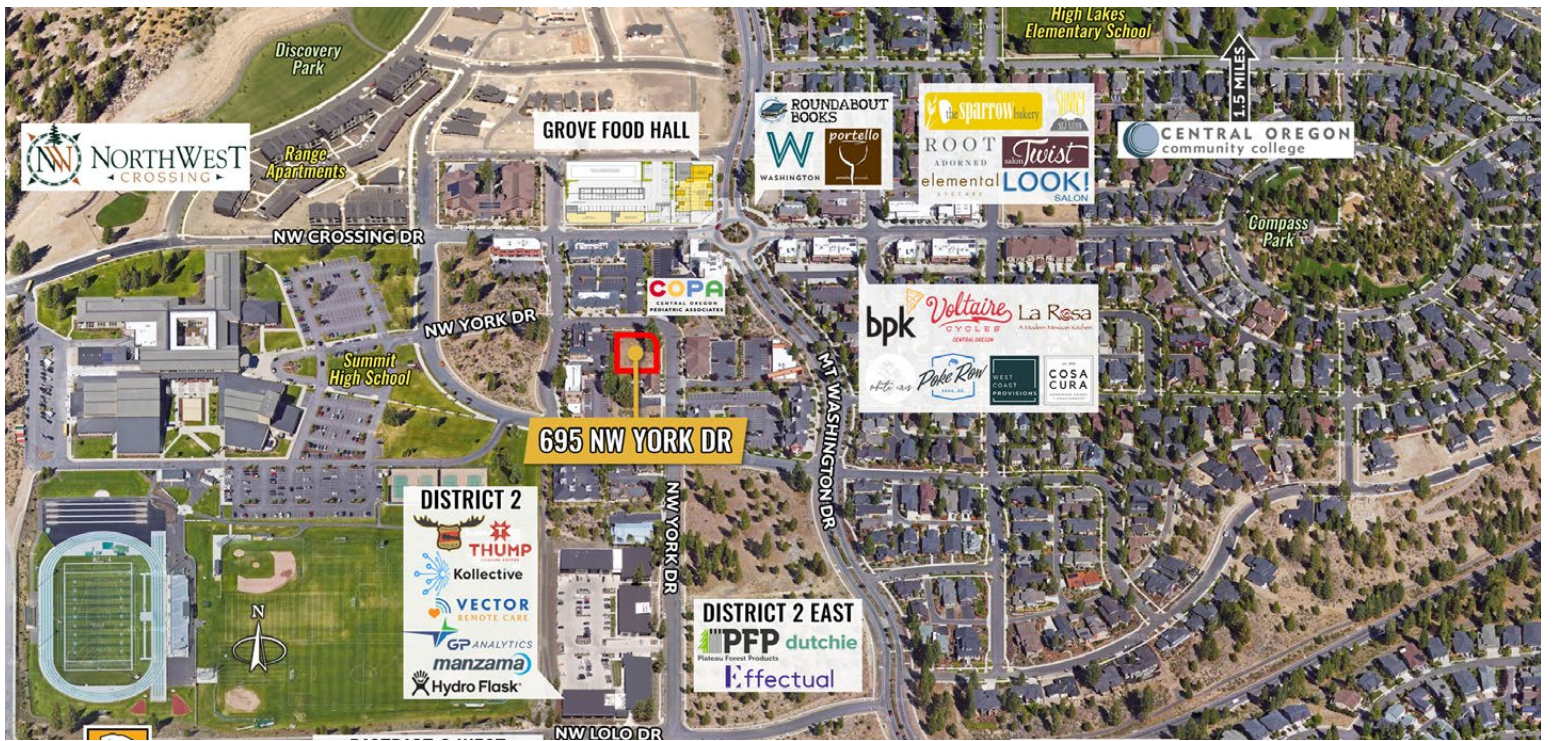 High Lakes
Elementary School
Discovery
Park
1.5 MILES
ROUNDABOUT
BOOKS
W
WASHINGTON
portello
the sparrow bakery
SUNNY
YOGA KITCHEN
ROOT
ADORNED
salon Twist
elemental
EYECARE
LOOK!
SALON
CENTRAL OREGON
community college
GROVE FOOD HALL
NW
NORTHWEST
CROSSING
Range
Apartments
Compass
Park
NW CROSSING DR
COPA
CENTRAL OREGON
PEDIATRIC ASSOCIATES
NW YORK DR
Summit
High School
bpk
Voltaire
CYCLES
CENTRAL OREGON
La Rosa
A Modern Mexican Kitchen
Poke Row
WEST
COAST
PROVISIONS
COSA
CURA
MT WASHINGTON DR
695 NW YORK DR
DISTRICT 2
THUMP
Kollective
VECTOR
REMOTE CARE
GP ANALYTICS
manzama
Hydro Flask
NW YORK DR
N
DISTRICT 2 EAST
PFP
Plateau Forest Products
dutchie
Effectual
NW LOLO DR